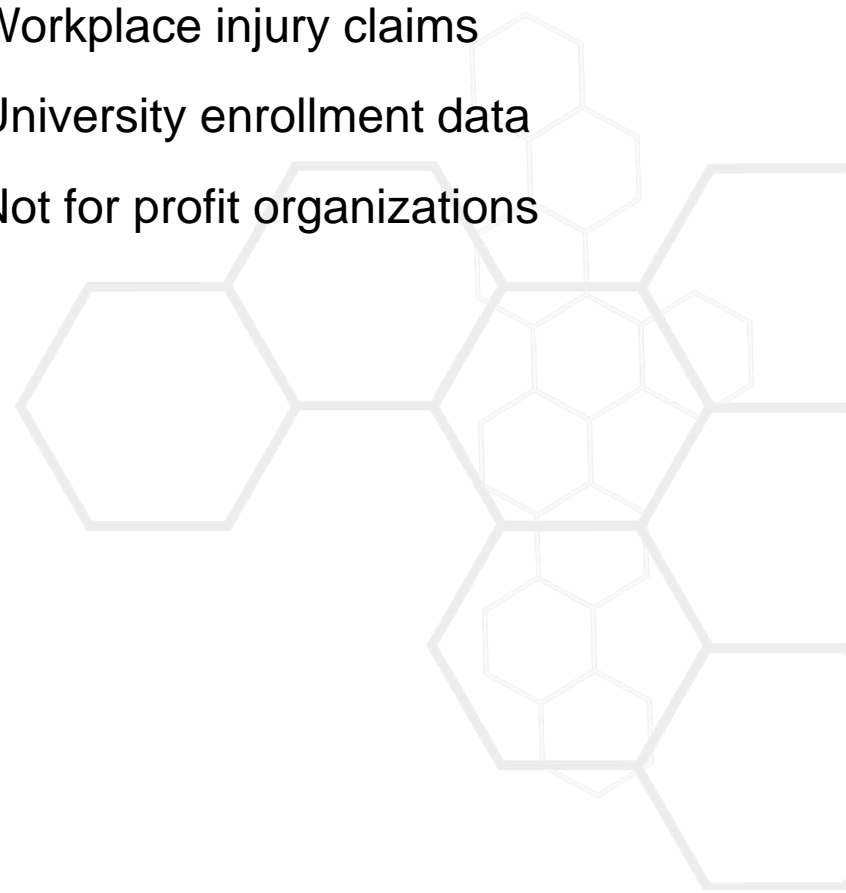 Workplace injury claims
University enrollment data
Not for profit organizations